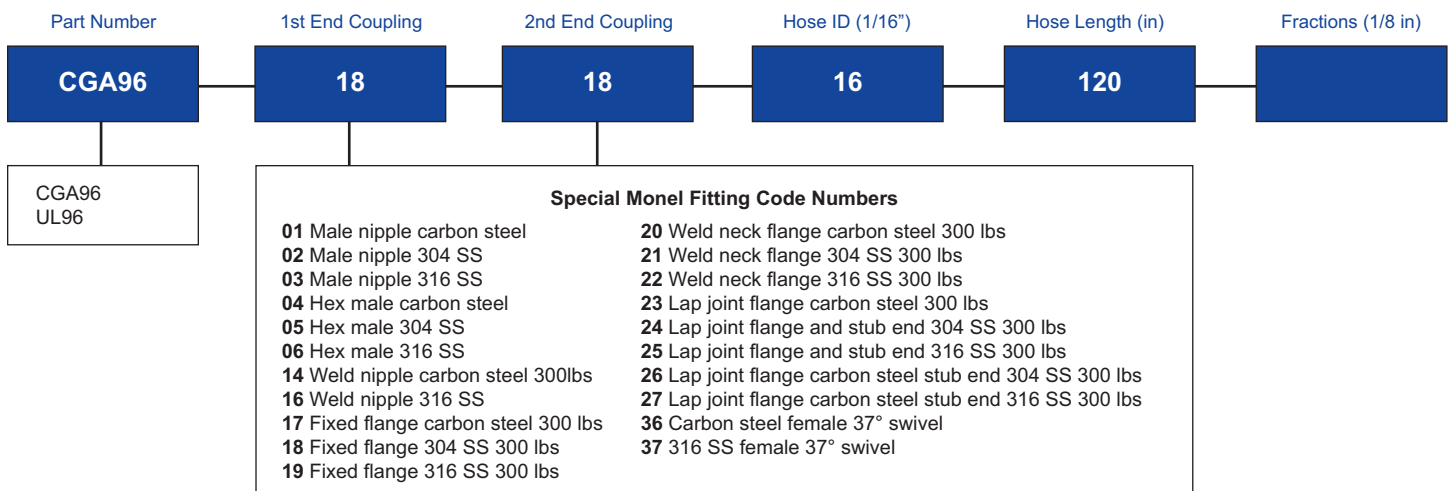 Part Number
1st End Coupling
2nd End Coupling
Hose ID (1/16”)
Hose Length (in)
Fractions (1/8 in)
CGA96
18
18
16
120
CGA96
UL96
Special Monel Fitting Code Numbers
01 Male nipple carbon steel
02 Male nipple 304 SS
03 Male nipple 316 SS
04 Hex male carbon steel
05 Hex male 304 SS
06 Hex male 316 SS
14 Weld nipple carbon steel 300lbs
16 Weld nipple 316 SS
17 Fixed flange carbon steel 300 lbs
18 Fixed flange 304 SS 300 lbs
19 Fixed flange 316 SS 300 lbs
20 Weld neck flange carbon steel 300 lbs
21 Weld neck flange 304 SS 300 lbs
22 Weld neck flange 316 SS 300 lbs
23 Lap joint flange carbon steel 300 lbs
24 Lap joint flange and stub end 304 SS 300 lbs
25 Lap joint flange and stub end 316 SS 300 lbs
26 Lap joint flange carbon steel stub end 304 SS 300 lbs
27 Lap joint flange carbon steel stub end 316 SS 300 lbs
36 Carbon steel female 37° swivel
37 316 SS female 37° swivel